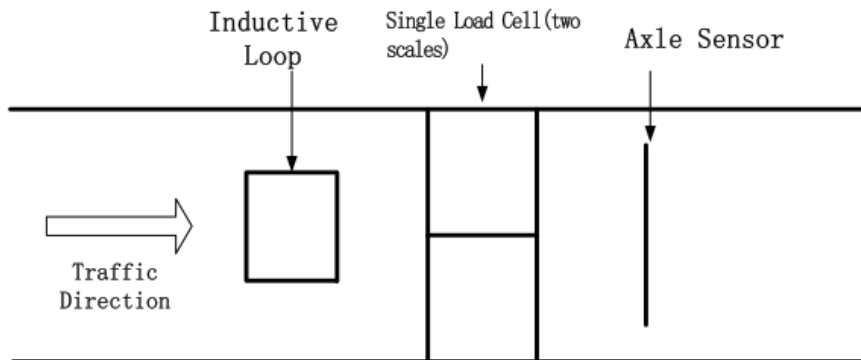 Inductive
Loop
Single Load Cell(two
scales)
Axle Sensor
Traffic
Direction